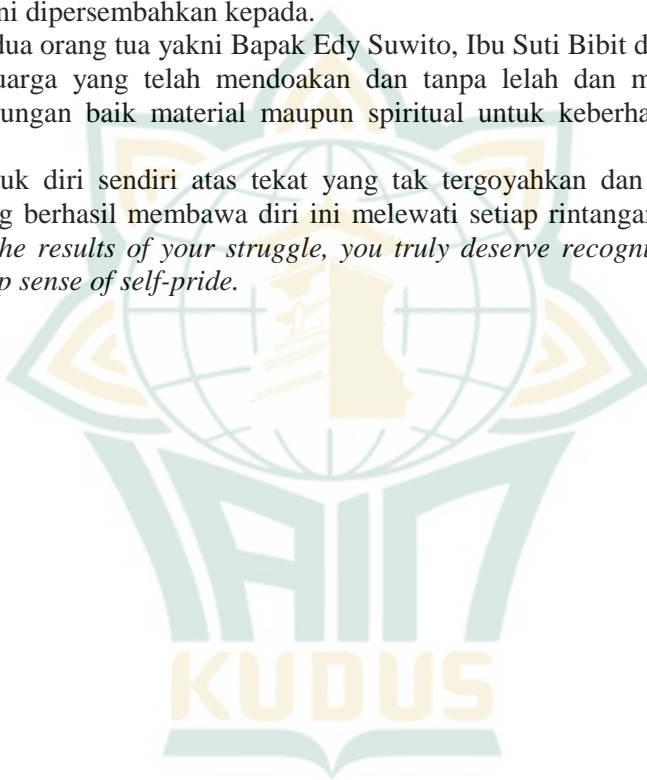 ni dipersembahkan kepada.
dua orang tua yakni Bapak Edy Suwito, Ibu Suti Bibit d
uarga yang telah mendoakan dan tanpa lelah dan m
ungan baik material maupun spiritual untuk keberha
uk diri sendiri atas tekat yang tak tergoyahkan dan
g berhasil membawa diri ini melewati setiap rintangan
he results of your struggle, you truly deserve recogni
p sense of self-pride.
IAIN
KUDUS